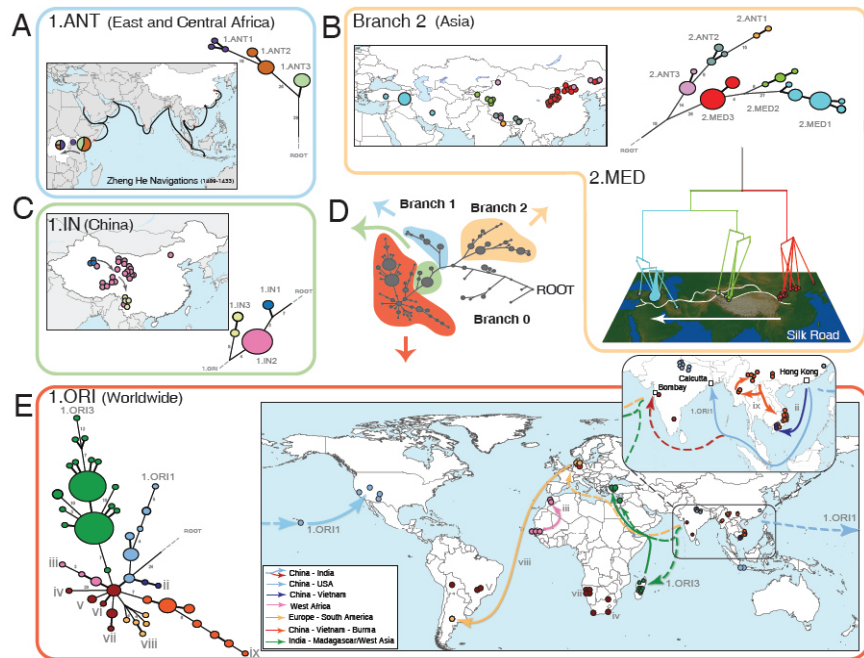 A
1.ANT (East and Central Africa)
1.ANT1
1.ANT2
1.ANT3
ROOT
Zheng He Navigations (1409-1433)
B
Branch 2 (Asia)
2.ANT1
2.ANT2
2.ANT3
2.MED3
2.MED2
2.MED1
ROOT
2.MED
Silk Road
C
1.IN (China)
1.IN3
1.IN1
1.IN2
1.ORI
ROOT
D
Branch 1
Branch 2
ROOT
Branch 0
E
1.ORI (Worldwide)
1.ORI3
1.ORI1
ROOT
iii
iv
v
vi
vii
viii
ii
ix
Calcutta
Hong Kong
Bombay
1.ORI1
ix
ii
1.ORI1
iii
viii
1.ORI1
1.ORI3
v
vii
iv
China - India
China - USA
China - Vietnam
West Africa
Europe - South America
China - Vietnam - Burma
India - Madagascar/West Asia